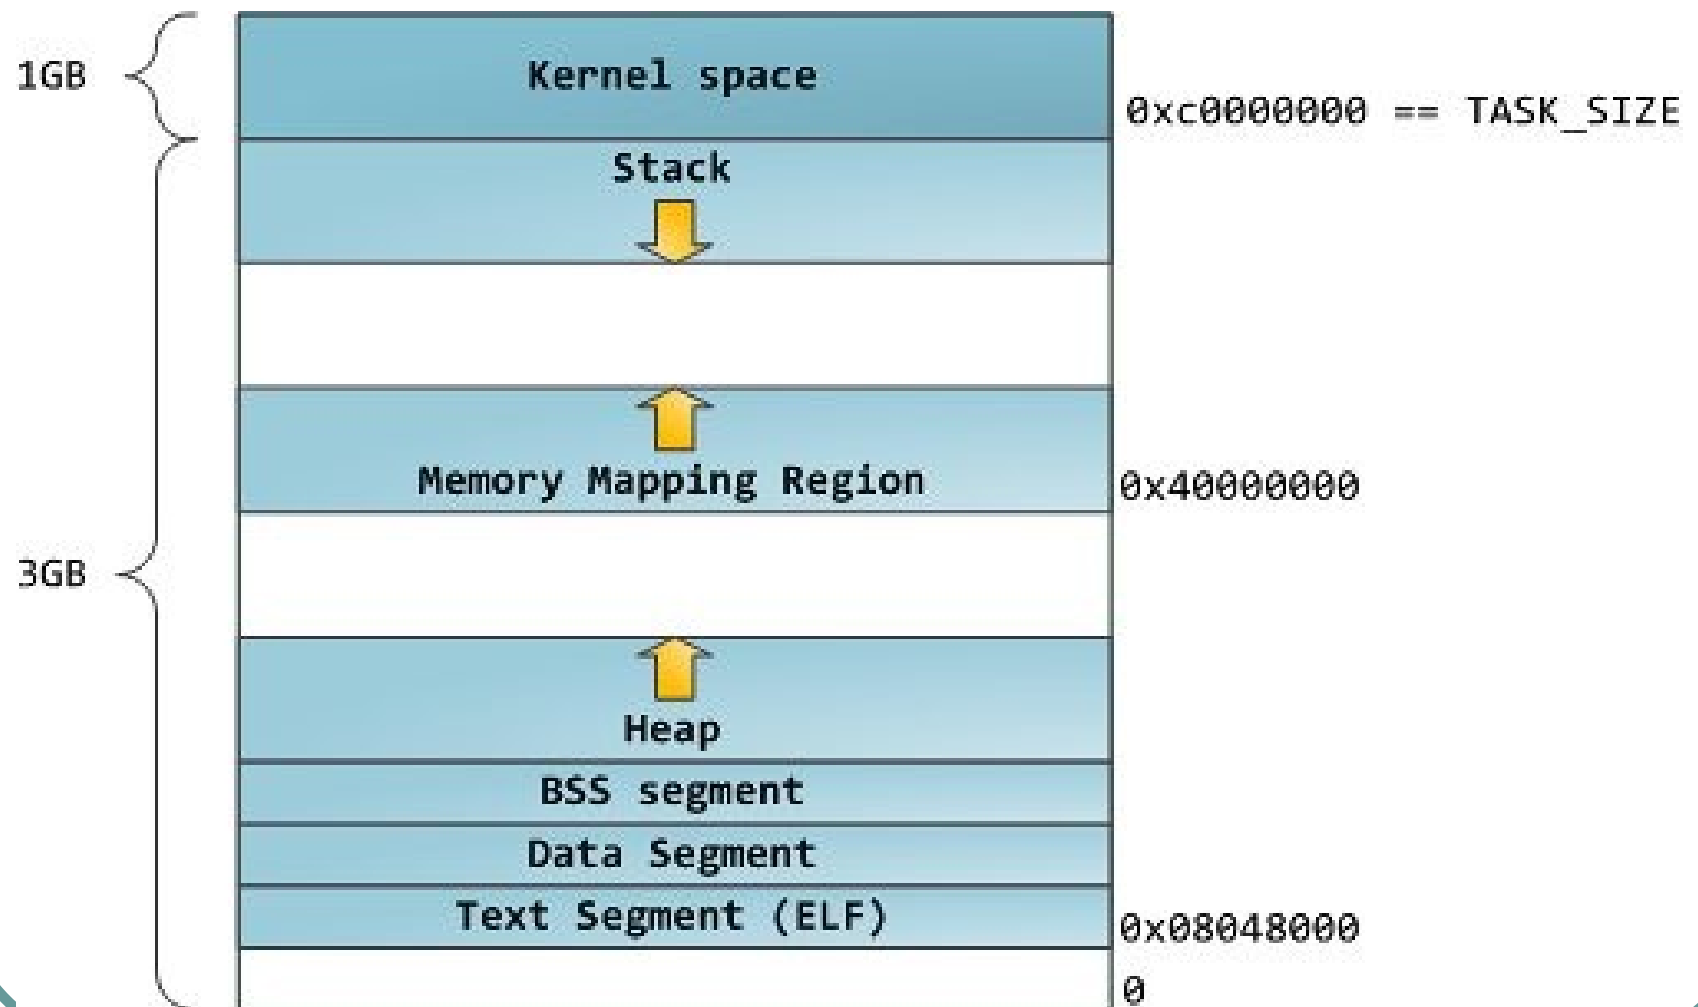 1GB
Kernel space
0xc0000000 == TASK_SIZE
Stack
Memory Mapping Region
0x40000000
3GB
Heap
BSS segment
Data Segment
Text Segment (ELF)
0x08048000
0